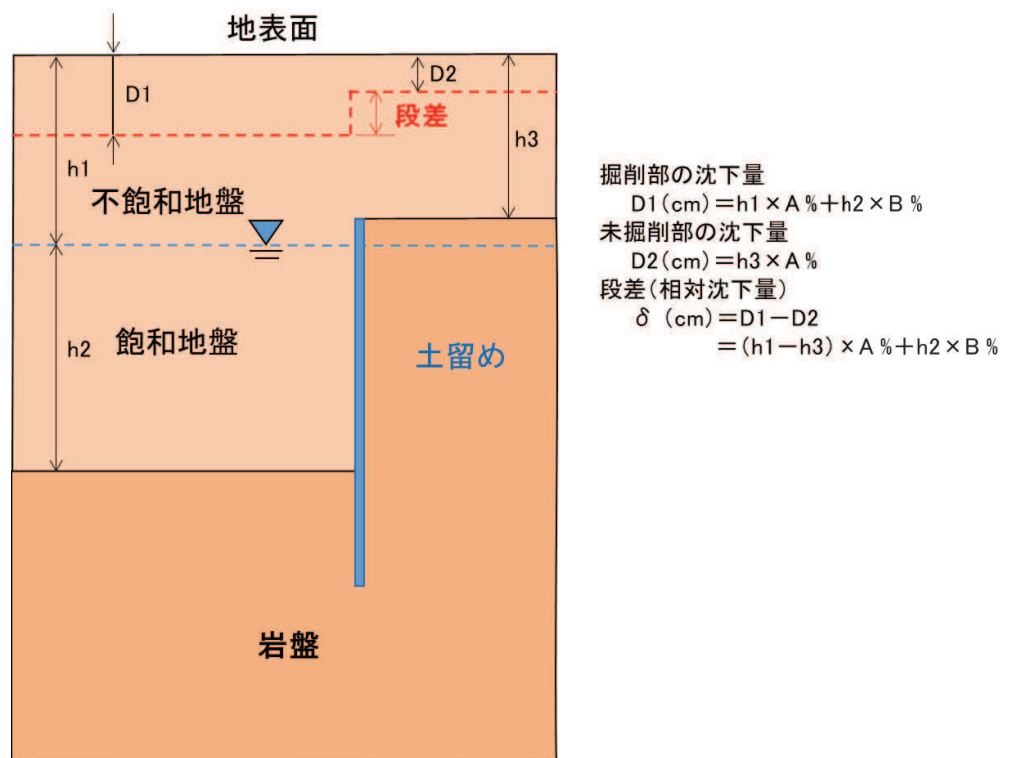 地表面
D1
D2
段差
h1
h3
不飽和地盤
h2
飽和地盤
土留め
岩盤
掘削部の沈下量
D1(cm)=h1×A%+h2×B%
未掘削部の沈下量
D2(cm)=h3×A%
段差(相対沈下量)
δ (cm)=D1-D2
=(h1-h3)×A%+h2×B%